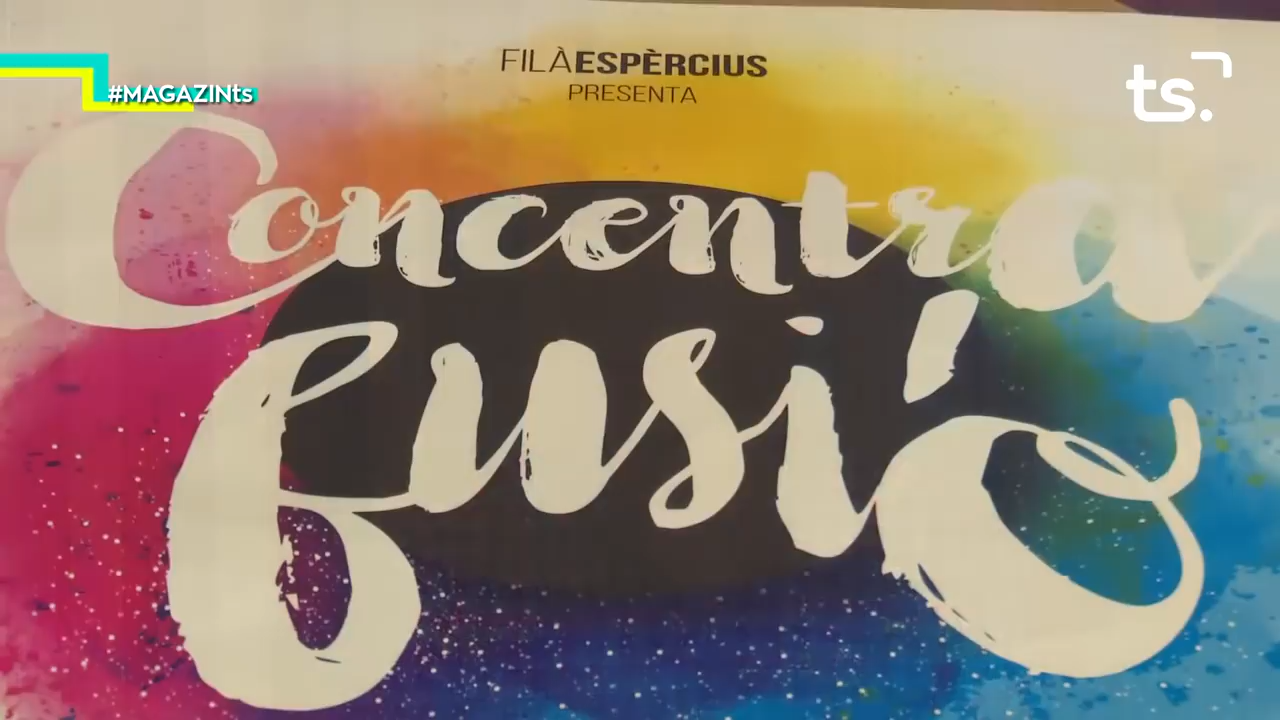 FILÀESPÈRCIUS
PRESENTA
#MAGAZINts
ts.
Concentra
fusió